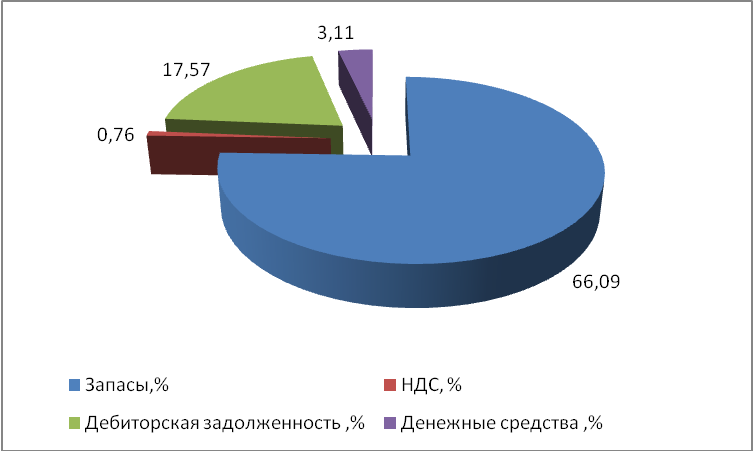 3,11
17,57
0,76
66,09
Запасы,%
НДС, %
Дебиторская задолженность ,%
Денежные средства ,%